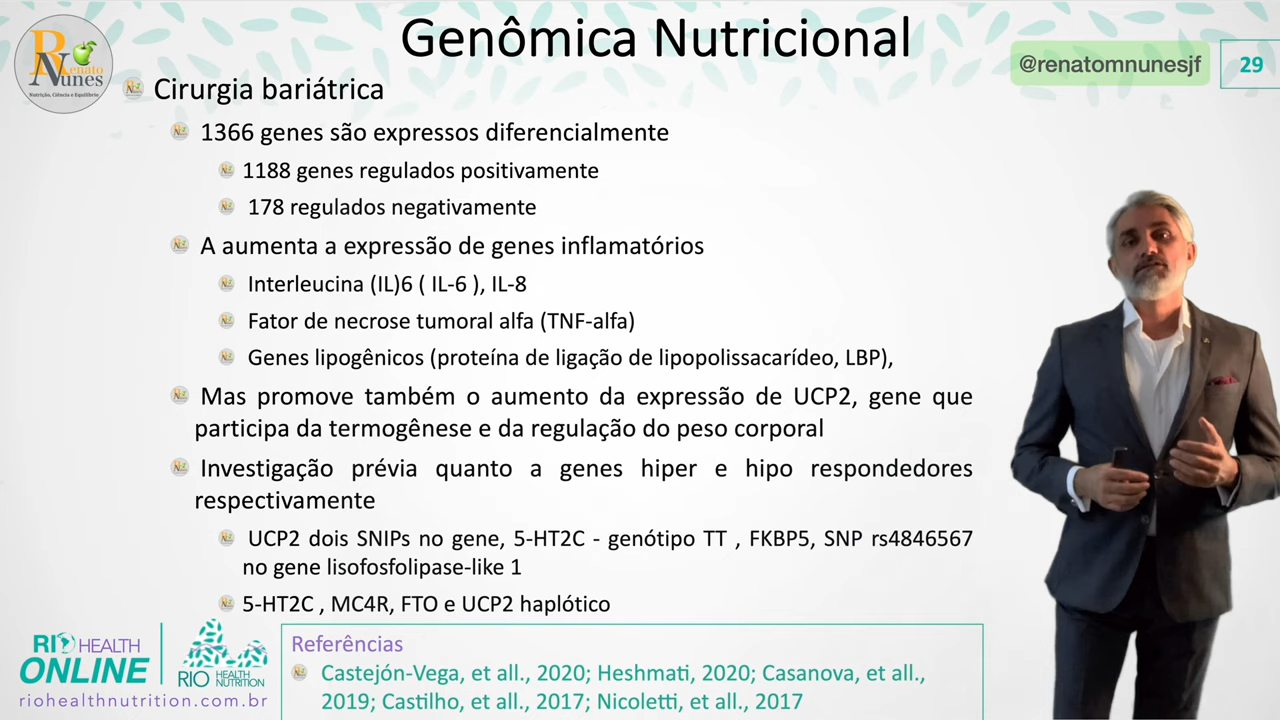 Genômica Nutricional
Renato
Nunes
Nutrição, Ciência e Equilíbrio
@renatomnunesjf
29
Cirurgia bariátrica
1366 genes são expressos diferencialmente
1188 genes regulados positivamente
178 regulados negativamente
A aumenta a expressão de genes inflamatórios
Interleucina (IL)6 ( IL-6 ), IL-8
Fator de necrose tumoral alfa (TNF-alfa)
Genes lipogênicos (proteína de ligação de lipopolissacarídeo, LBP),
Mas promove também o aumento da expressão de UCP2, gene que
participa da termogênese e da regulação do peso corporal
Investigação prévia quanto a genes hiper e hipo respondedores
respectivamente
UCP2 dois SNIPs no gene, 5-HT2C - genótipo TT , FKBP5, SNP rs4846567
no gene lisofosfolipase-like 1
5-HT2C , MC4R, FTO e UCP2 haplótico
RIO HEALTH
ONLINE
RIO HEALTH
NUTRITION
riohealthnutrition.com.br
Referências
Castejón-Vega, et all., 2020; Heshmati, 2020; Casanova, et all.,
2019; Castilho, et all., 2017; Nicoletti, et all., 2017